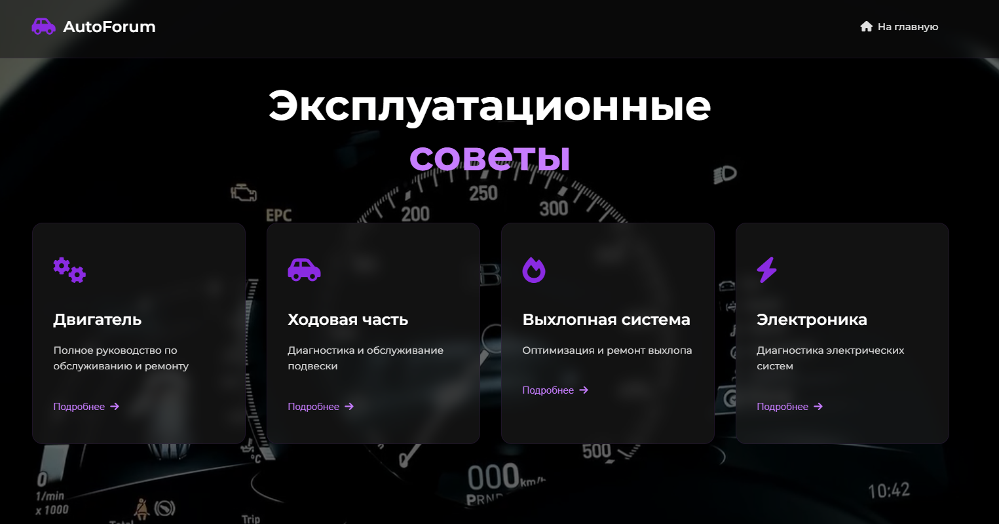 AutoForum
На главную
Эксплуатационные
советы
250
200
300
EPC
B
Двигатель
Ходовая часть
Выхлопная система
Электроника
Полное руководство по
обслуживанию и ремонту
Диагностика и обслуживание
подвески
Оптимизация и ремонт выхлопа
Диагностика электрических
систем
Подробнее
Подробнее
Подробнее
Подробнее
500
0
°C
000 km/h
PRND
0
1/min
x 1000
10:42
Trip
Total